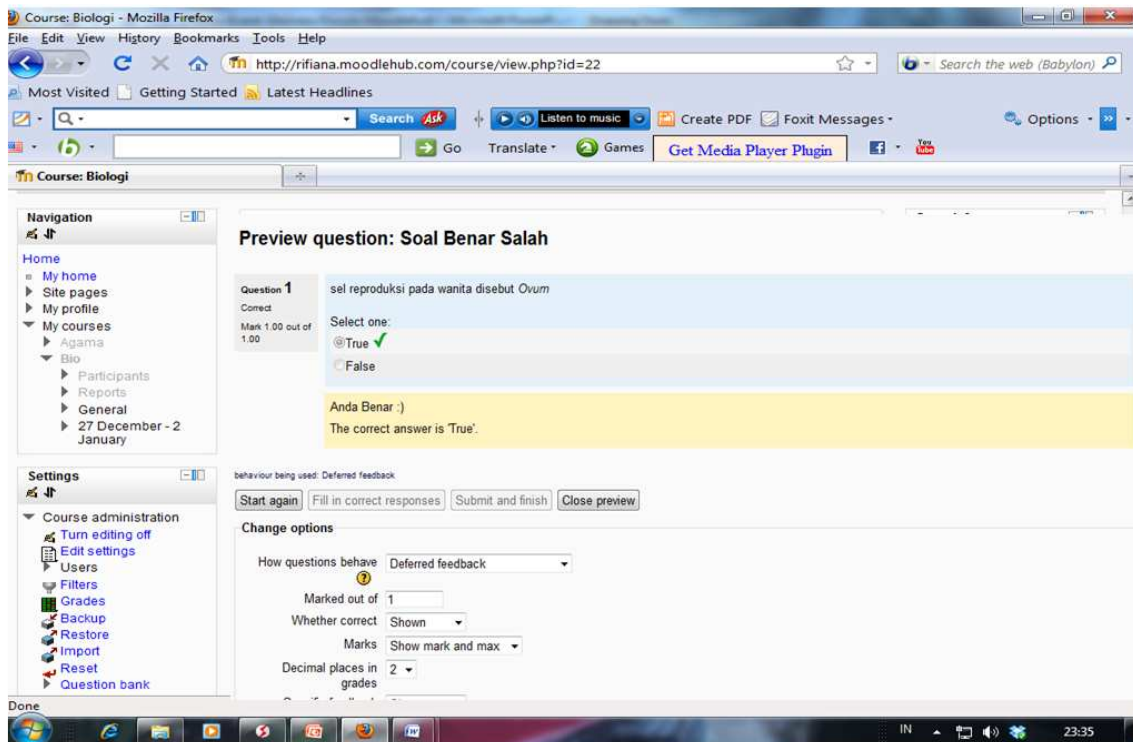 Course: Biologi - Mozilla Firefox
File Edit View History Bookmarks Tools Help
http://rifiana.moodlehub.com/course/view.php?id=22
Search the web (Babylon)
Most Visited Getting Started Latest Headlines
Search Ask Listen to music Create PDF Foxit Messages Options
Go Translate Games Get Media Player Plugin You Tube
Course: Biologi
Navigation
Home
My home
Site pages
My profile
My courses
Agama
Bio
Participants
Reports
General
27 December - 2
January
Settings
Course administration
Turn editing off
Edit settings
Users
Filters
Grades
Backup
Restore
Import
Reset
Question bank
Preview question: Soal Benar Salah
Question 1
Correct
Mark 1.00 out of
1.00
sel reproduksi pada wanita disebut Ovum
Select one:
True
False
Anda Benar :)
The correct answer is 'True'.
behaviour being used: Deferred feedback
Start again Fill in correct responses Submit and finish Close preview
Change options
How questions behave Deferred feedback
Marked out of 1
Whether correct Shown
Marks Show mark and max
Decimal places in 2
grades
Done
IN 23:35